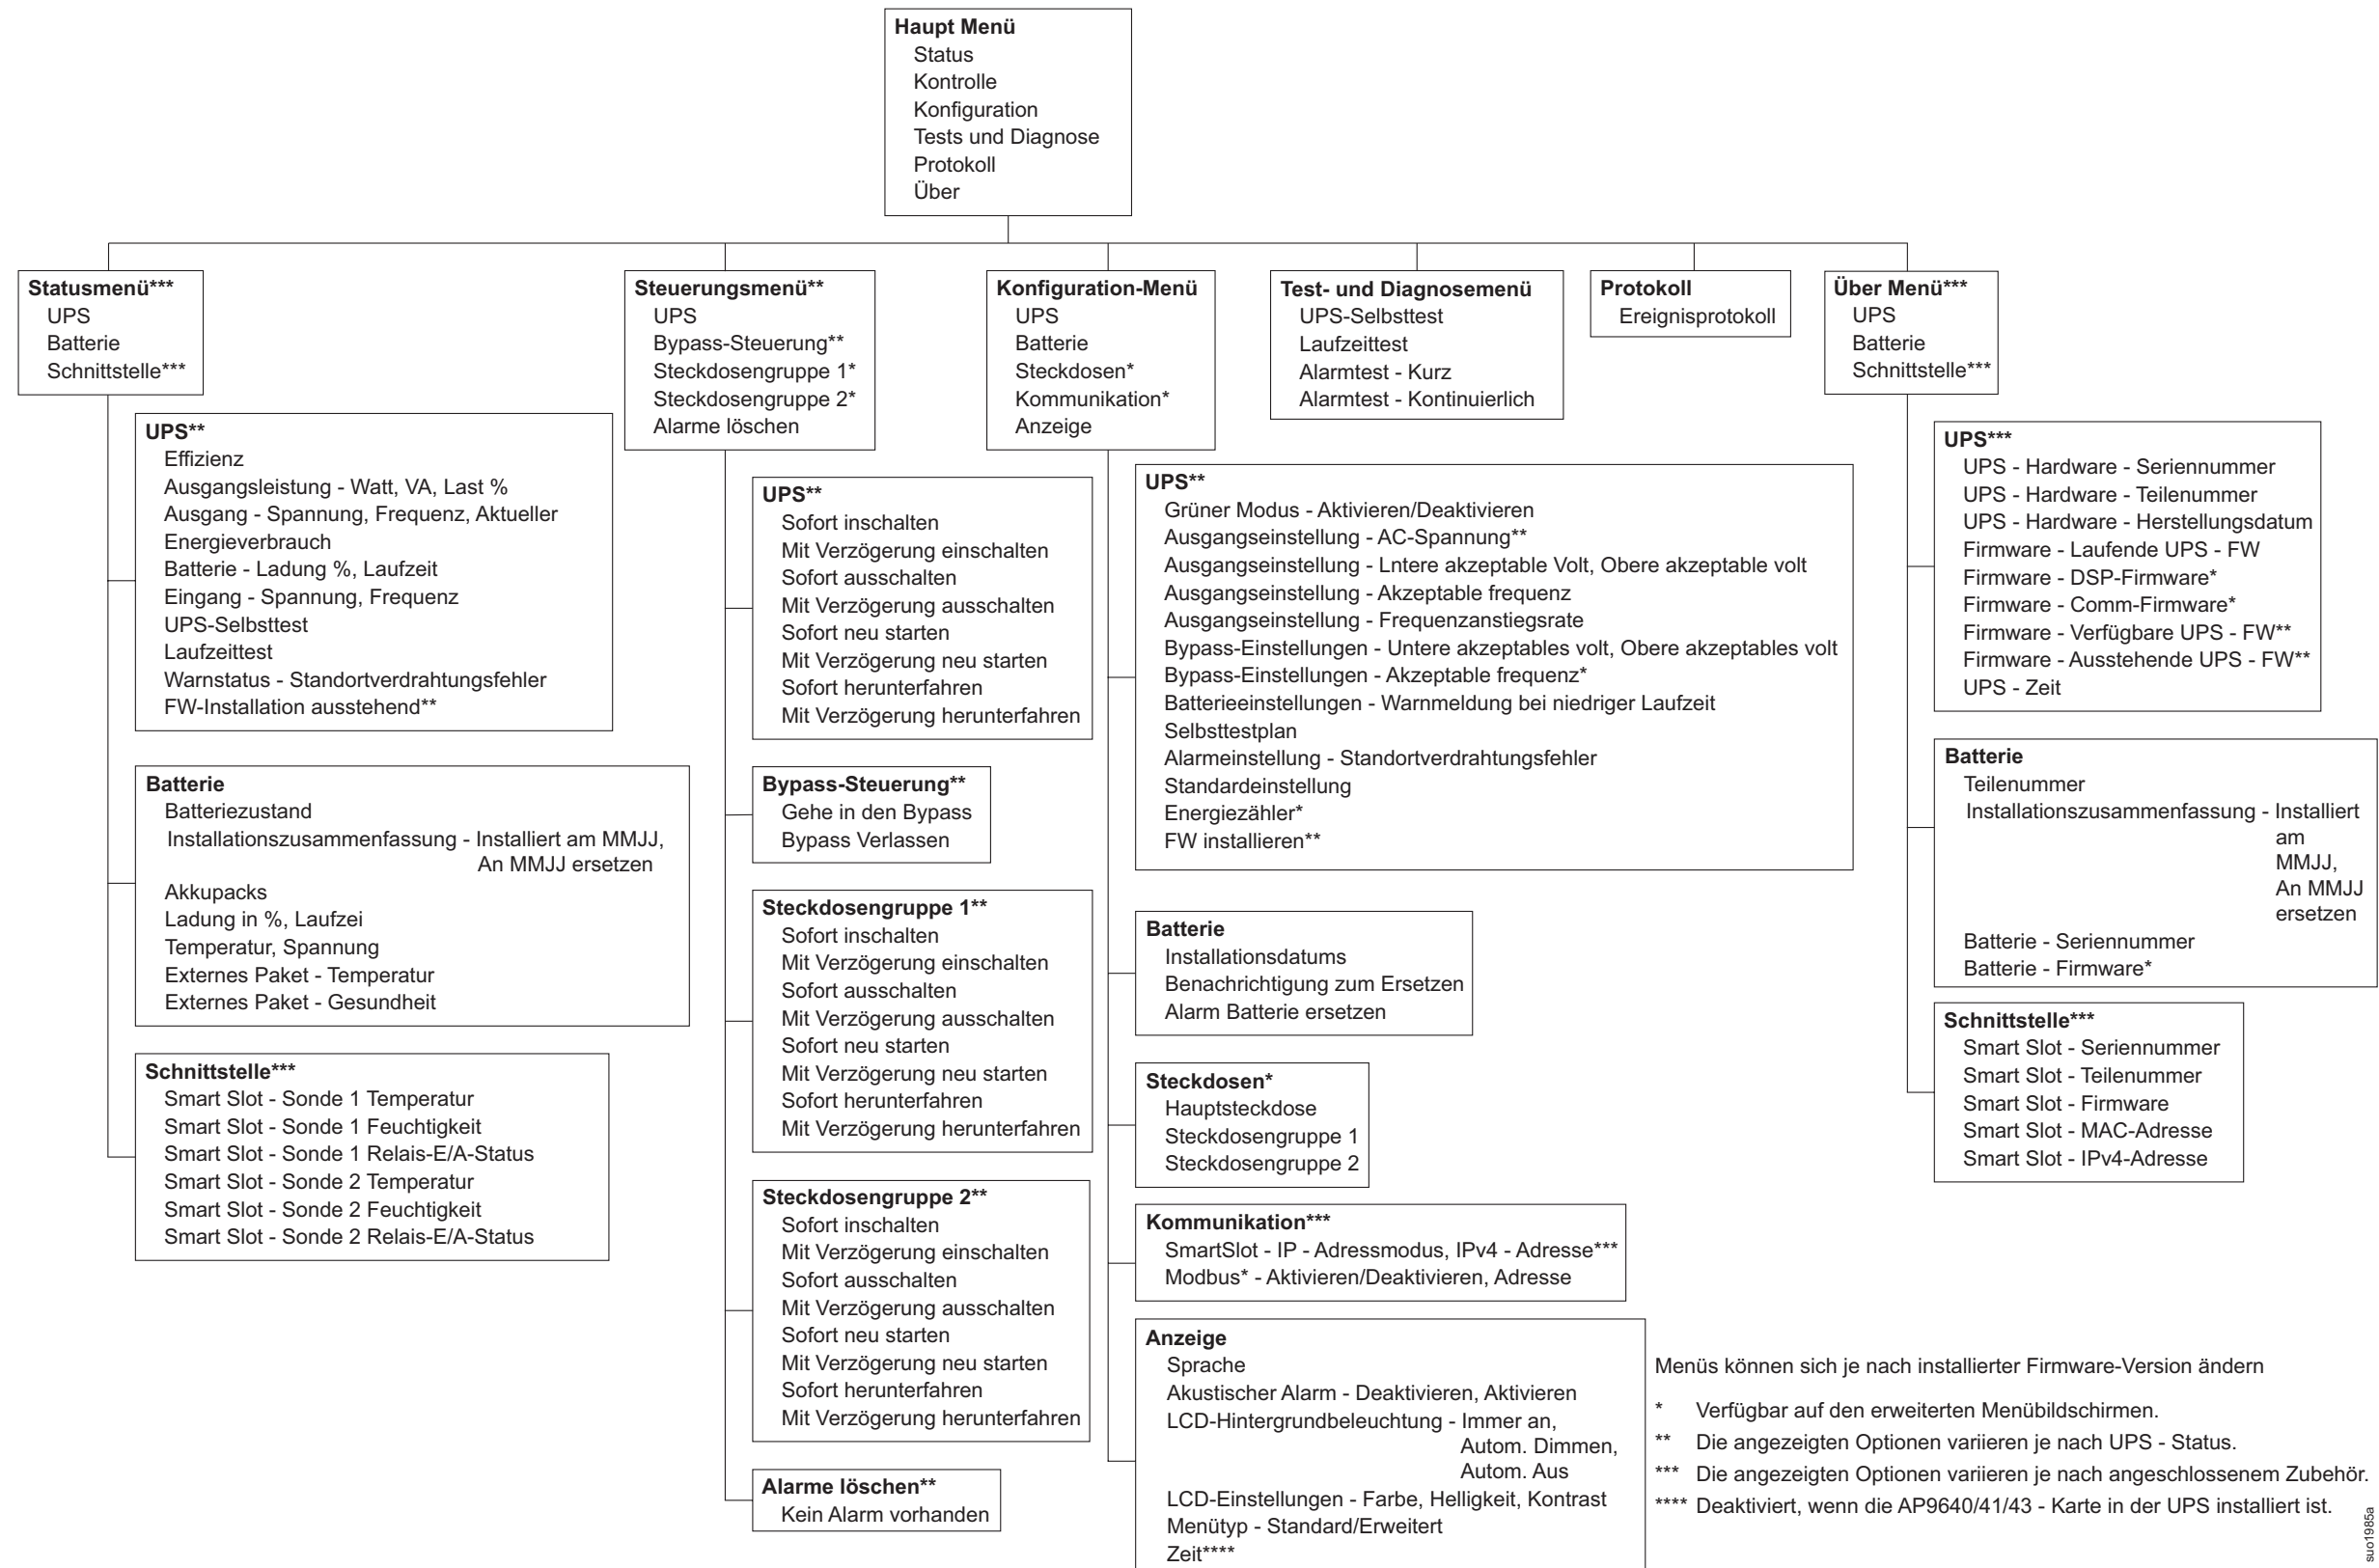 Haupt Menü
Status
Kontrolle
Konfiguration
Tests und Diagnose
Protokoll
Über
Statusmenü***
UPS
Batterie
Schnittstelle***
UPS**
Effizienz
Ausgangsleistung - Watt, VA, Last %
Ausgang - Spannung, Frequenz, Aktueller
Energieverbrauch
Batterie - Ladung %, Laufzeit
Eingang - Spannung, Frequenz
UPS-Selbsttest
Laufzeittest
Warnstatus - Standortverdrahtungsfehler
FW-Installation ausstehend**
Batterie
Batteriezustand
Installationszusammenfassung - Installiert am MMJJ,
An MMJJ ersetzen
Akkupacks
Ladung in %, Laufzei
Temperatur, Spannung
Externes Paket - Temperatur
Externes Paket - Gesundheit
Schnittstelle***
Smart Slot - Sonde 1 Temperatur
Smart Slot - Sonde 1 Feuchtigkeit
Smart Slot - Sonde 1 Relais-E/A-Status
Smart Slot - Sonde 2 Temperatur
Smart Slot - Sonde 2 Feuchtigkeit
Smart Slot - Sonde 2 Relais-E/A-Status
Steuerungsmenü**
UPS
Bypass-Steuerung**
Steckdosengruppe 1*
Steckdosengruppe 2*
Alarme löschen
UPS**
Sofort inschalten
Mit Verzögerung einschalten
Sofort ausschalten
Mit Verzögerung ausschalten
Sofort neu starten
Mit Verzögerung neu starten
Sofort herunterfahren
Mit Verzögerung herunterfahren
Bypass-Steuerung**
Gehe in den Bypass
Bypass Verlassen
Steckdosengruppe 1**
Sofort inschalten
Mit Verzögerung einschalten
Sofort ausschalten
Mit Verzögerung ausschalten
Sofort neu starten
Mit Verzögerung neu starten
Sofort herunterfahren
Mit Verzögerung herunterfahren
Steckdosengruppe 2**
Sofort inschalten
Mit Verzögerung einschalten
Sofort ausschalten
Mit Verzögerung ausschalten
Sofort neu starten
Mit Verzögerung neu starten
Sofort herunterfahren
Mit Verzögerung herunterfahren
Alarme löschen**
Kein Alarm vorhanden
Konfiguration-Menü
UPS
Batterie
Steckdosen*
Kommunikation*
Anzeige
UPS**
Grüner Modus - Aktivieren/Deaktivieren
Ausgangseinstellung - AC-Spannung**
Ausgangseinstellung - Lntere akzeptable Volt, Obere akzeptable volt
Ausgangseinstellung - Akzeptable frequenz
Ausgangseinstellung - Frequenzanstiegsrate
Bypass-Einstellungen - Untere akzeptables volt, Obere akzeptables volt
Bypass-Einstellungen - Akzeptable frequenz*
Batterieeinstellungen - Warnmeldung bei niedriger Laufzeit
Selbsttestplan
Alarmeinstellung - Standortverdrahtungsfehler
Standardeinstellung
Energiezähler*
FW installieren**
Batterie
Installationsdatums
Benachrichtigung zum Ersetzen
Alarm Batterie ersetzen
Steckdosen*
Hauptsteckdose
Steckdosengruppe 1
Steckdosengruppe 2
Kommunikation***
SmartSlot - IP - Adressmodus, IPv4 - Adresse***
Modbus* - Aktivieren/Deaktivieren, Adresse
Anzeige
Sprache
Akustischer Alarm - Deaktivieren, Aktivieren
LCD-Hintergrundbeleuchtung - Immer an,
Autom. Dimmen,
Autom. Aus
LCD-Einstellungen - Farbe, Helligkeit, Kontrast
Menütyp - Standard/Erweitert
Zeit****
Test- und Diagnosemenü
UPS-Selbsttest
Laufzeittest
Alarmtest - Kurz
Alarmtest - Kontinuierlich
Protokoll
Ereignisprotokoll
Über Menü***
UPS
Batterie
Schnittstelle***
UPS***
UPS - Hardware - Seriennummer
UPS - Hardware - Teilenummer
UPS - Hardware - Herstellungsdatum
Firmware - Laufende UPS - FW
Firmware - DSP-Firmware*
Firmware - Comm-Firmware*
Firmware - Verfügbare UPS - FW**
Firmware - Ausstehende UPS - FW**
UPS - Zeit
Batterie
Teilenummer
Installationszusammenfassung - Installiert
am
MMJJ,
An MMJJ
ersetzen
Batterie - Seriennummer
Batterie - Firmware*
Schnittstelle***
Smart Slot - Seriennummer
Smart Slot - Teilenummer
Smart Slot - Firmware
Smart Slot - MAC-Adresse
Smart Slot - IPv4-Adresse
Menüs können sich je nach installierter Firmware-Version ändern
* Verfügbar auf den erweiterten Menübildschirmen.
** Die angezeigten Optionen variieren je nach UPS - Status.
*** Die angezeigten Optionen variieren je nach angeschlossenem Zubehör.
**** Deaktiviert, wenn die AP9640/41/43 - Karte in der UPS installiert ist.
suo1985a